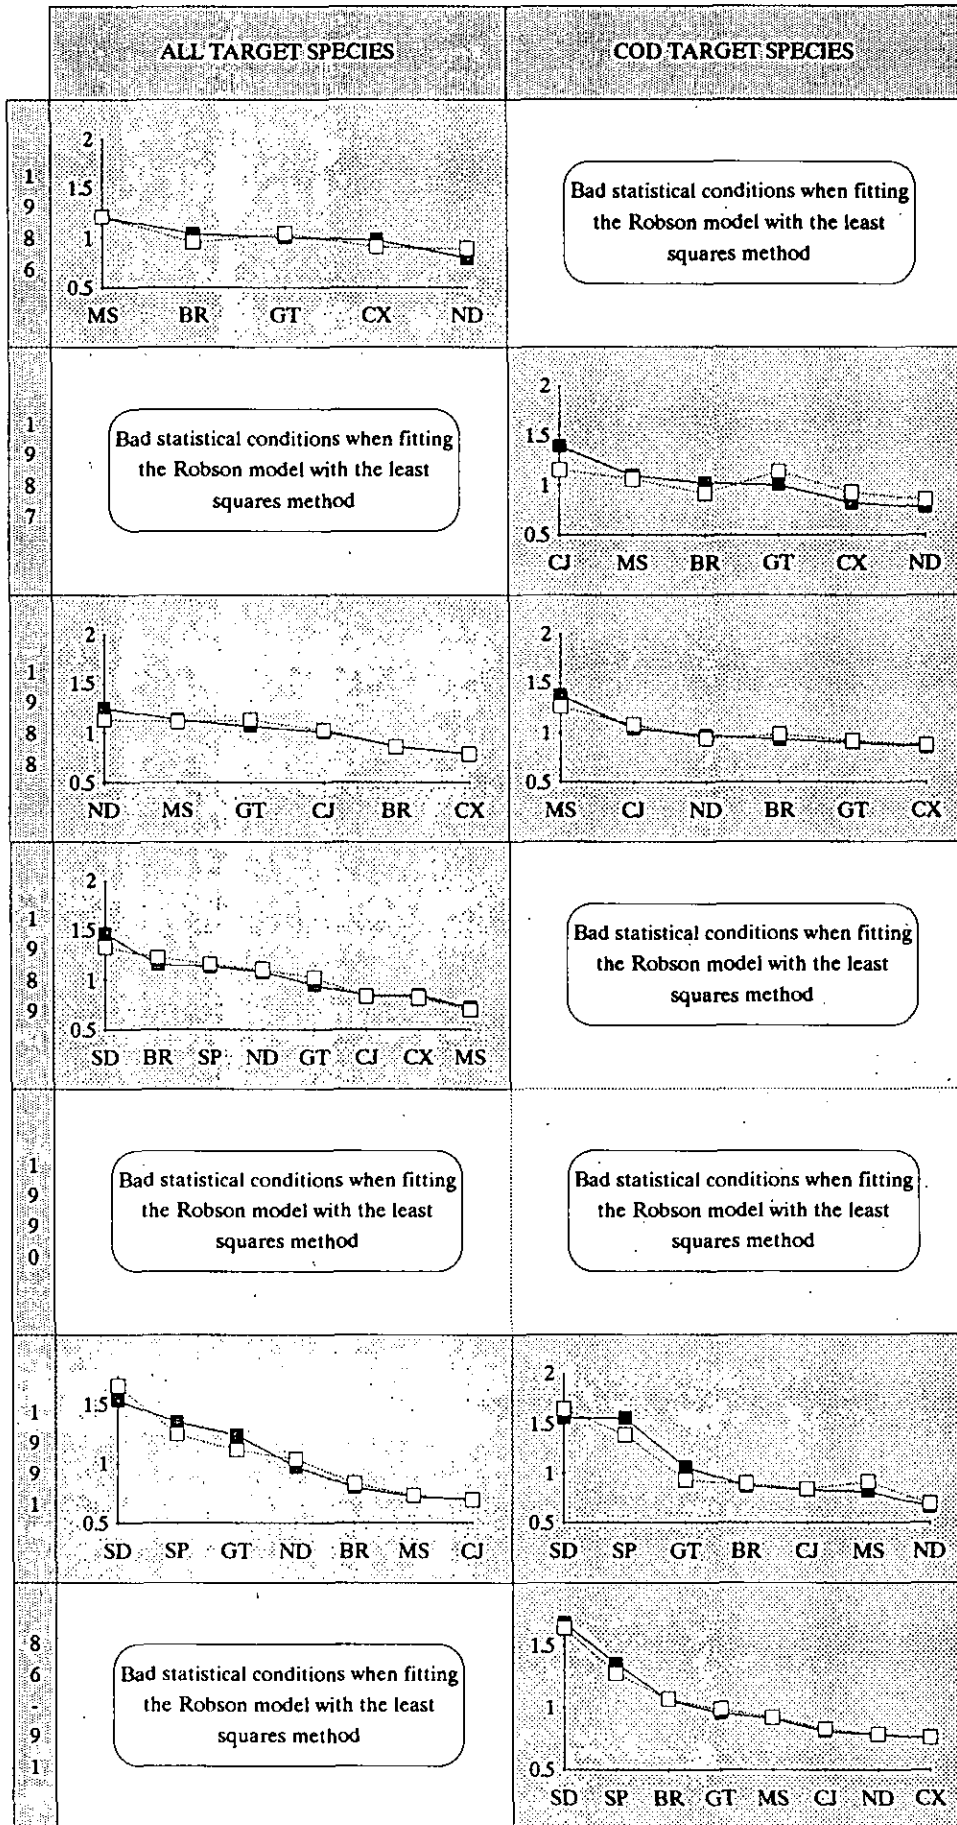 ALL TARGET SPECIES
COD TARGET SPECIES
1
9
8
6
2
1.5
1
0.5
MS BR GT CX ND
Bad statistical conditions when fitting
the Robson model with the least
squares method
1
9
8
7
Bad statistical conditions when fitting
the Robson model with the least
squares method
2
1.5
1
0.5
CJ MS BR GT CX ND
1
9
8
8
2
1.5
1
0.5
ND MS GT CJ BR CX
2
1.5
1
0.5
MS CJ ND BR GT CX
1
9
8
9
2
1.5
1
0.5
SD BR SP ND GT CJ CX MS
Bad statistical conditions when fitting
the Robson model with the least
squares method
1
9
9
0
Bad statistical conditions when fitting
the Robson model with the least
squares method
Bad statistical conditions when fitting
the Robson model with the least
squares method
1
9
9
1
1.5
1
0.5
SD SP GT ND BR MS CJ
2
1.5
1
0.5
SD SP GT BR CJ MS ND
8
6
-
9
1
Bad statistical conditions when fitting
the Robson model with the least
squares method
1.5
1
0.5
SD SP BR GT MS CJ ND CX